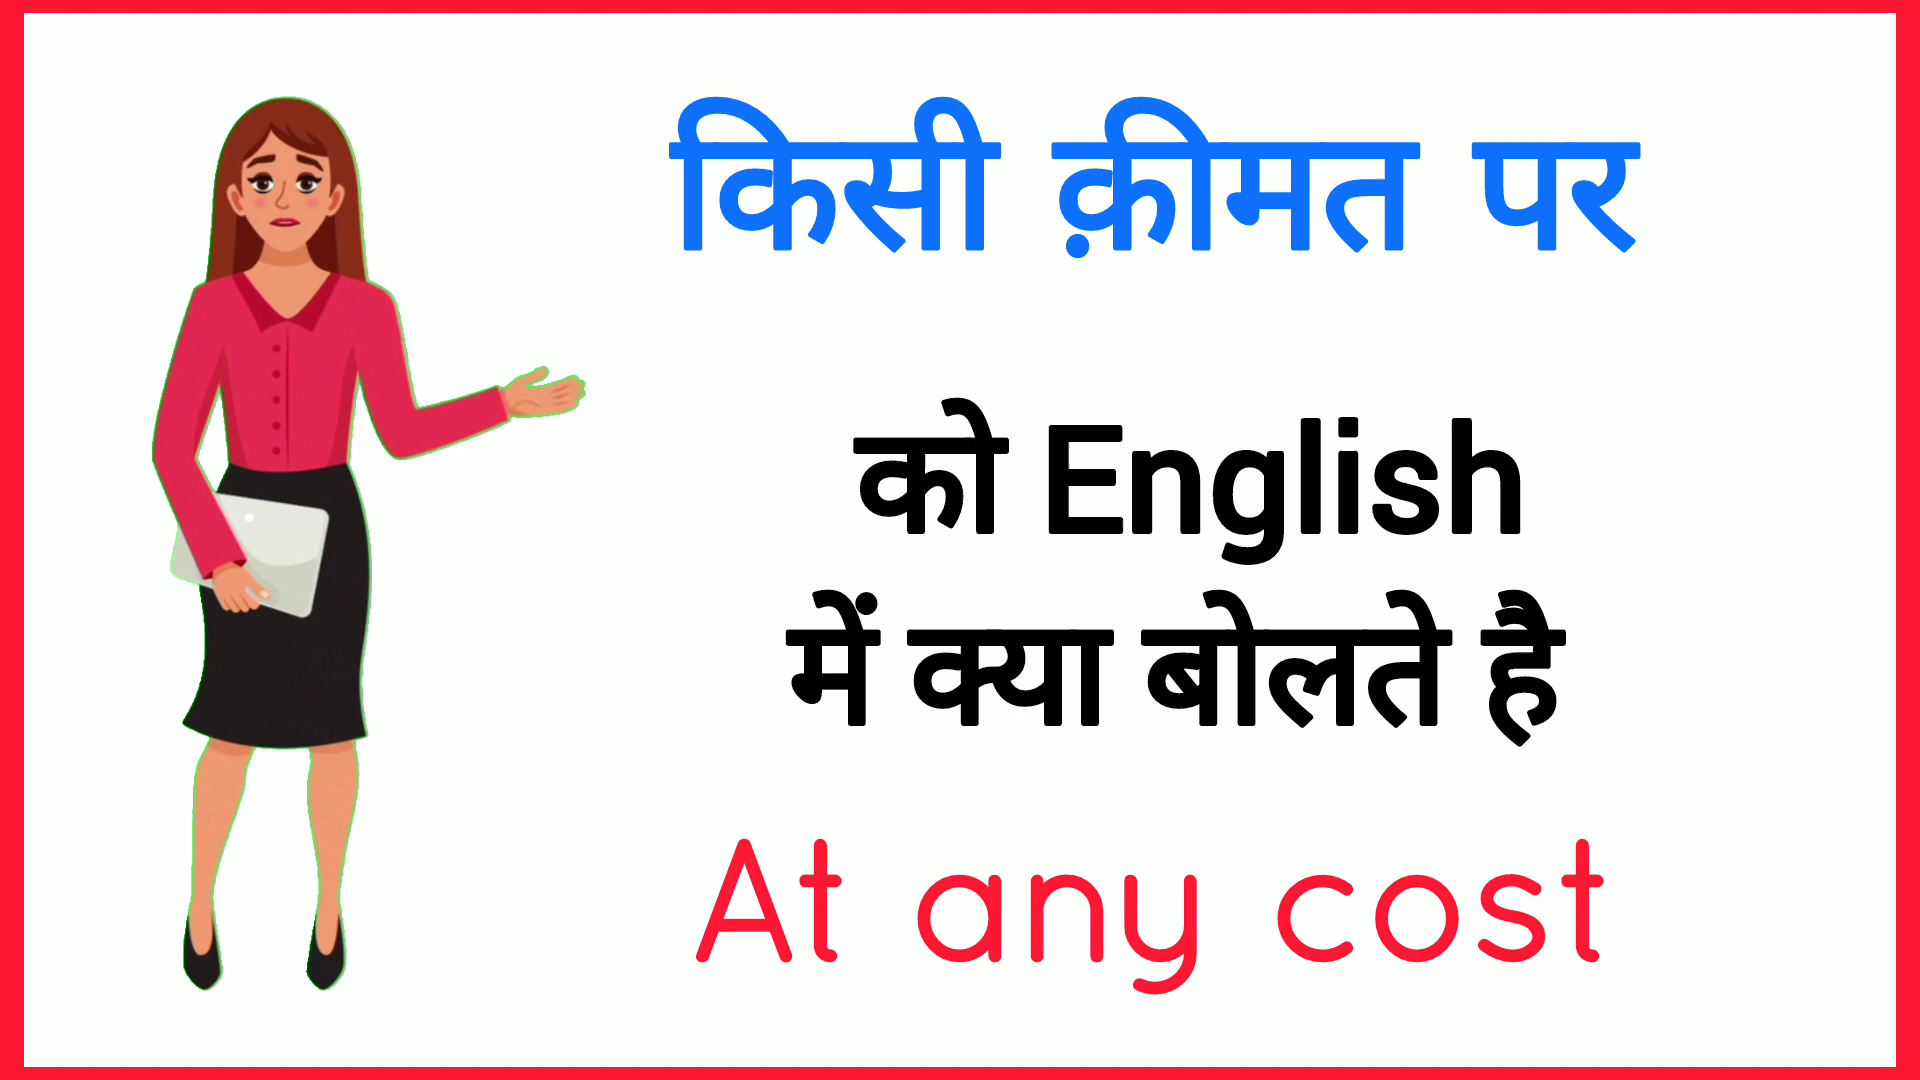 किसी क़ीमत पर
को English
में क्या बोलते है
At any cost